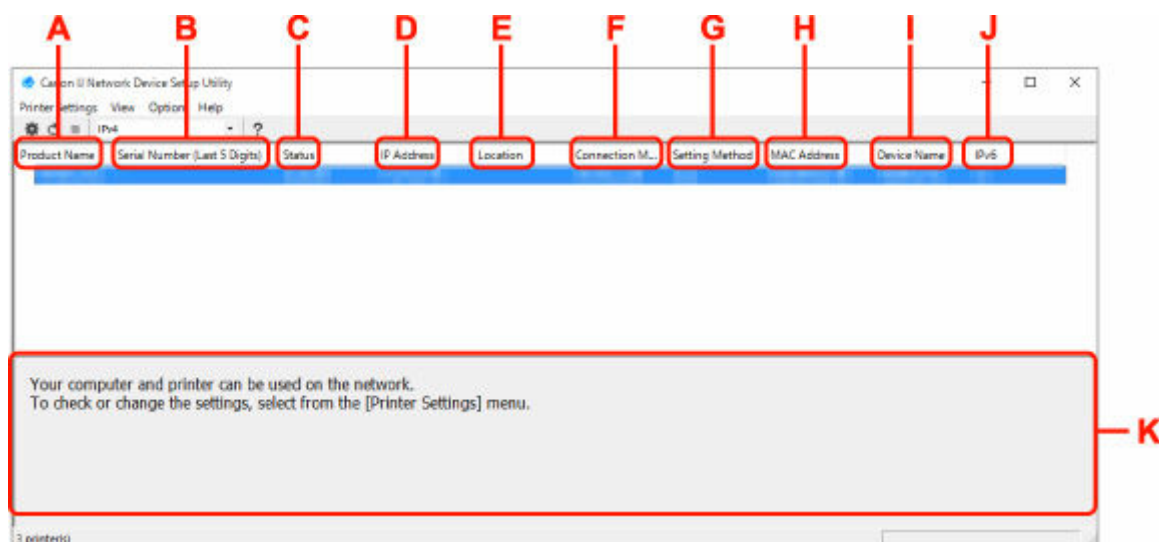 A B C D E F G H I J
Canon IJ Network Device Setup Utility
Printer Settings View Option Help
IPv4 ?
Product Name Serial Number (Last 5 Digits) Status IP Address Location Connection M... Setting Method MAC Address Device Name IPv6
Your computer and printer can be used on the network.
To check or change the settings, select from the [Printer Settings] menu.
K
3 printer(s)